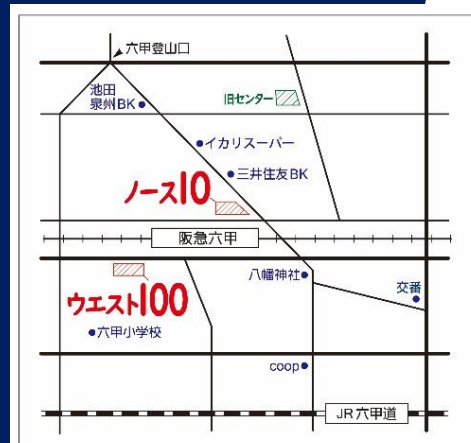 六甲登山口
池田
泉州BK
旧センター
イカリスーパー
三井住友BK
ノース10
阪急六甲
八幡神社
交番
ウエスト100
六甲小学校
coop
JR六甲道